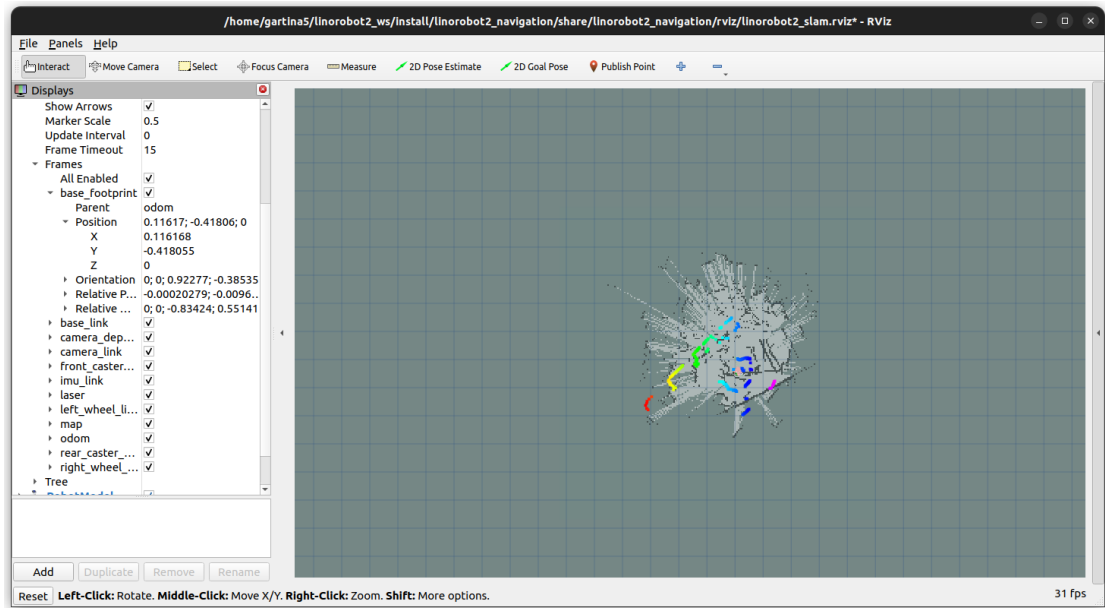 /home/gartina5/linorobot2_ws/install/linorobot2_navigation/share/linorobot2_navigation/rviz/linorobot2_slam.rviz* - RViz
File Panels Help
Interact Move Camera Select Focus Camera Measure 2D Pose Estimate 2D Goal Pose Publish Point
Displays
Show Arrows
Marker Scale 0.5
Update Interval 0
Frame Timeout 15
Frames
All Enabled
base_footprint
Parent odom
Position 0.11617; -0.41806; 0
X 0.116168
Y -0.418055
Z 0
Orientation 0; 0; 0.92277; -0.38535
Relative P... -0.00020279; -0.0096..
Relative ... 0; 0; -0.83424; 0.55141
base_link
camera_dep...
camera_link
front_caster...
imu_link
laser
left_wheel_li...
map
odom
rear_caster_...
right_wheel_...
Tree
RobotModel
Add Duplicate Remove Rename
Reset Left-Click: Rotate. Middle-Click: Move X/Y. Right-Click: Zoom. Shift: More options. 31 fps